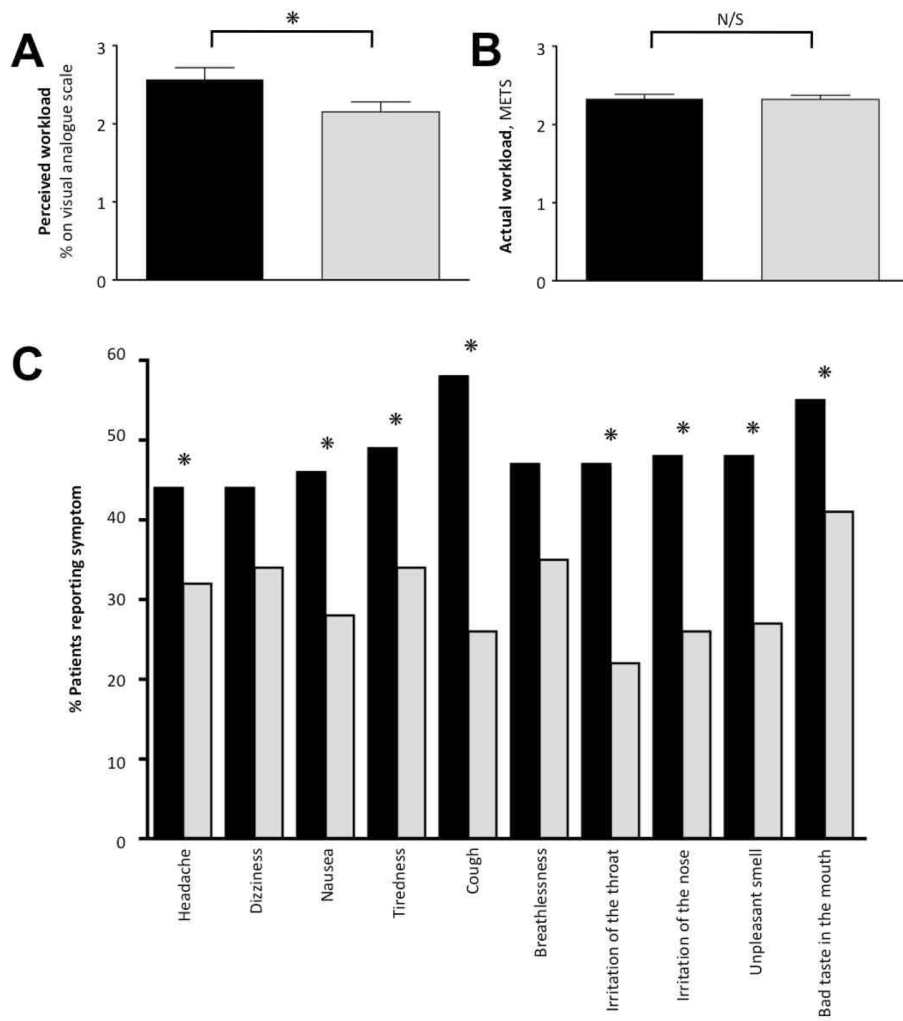 A
*
Perceived workload
% on visual analogue scale
3
2
1
0
B
N/S
Actual workload, METS
3
2
1
0
C
% Patients reporting symptom
60
50
40
30
20
10
0
*
*
*
*
*
*
*
*
Headache
Dizziness
Nausea
Tiredness
Cough
Breathlessness
Irritation of the throat
Irritation of the nose
Unpleasant smell
Bad taste in the mouth